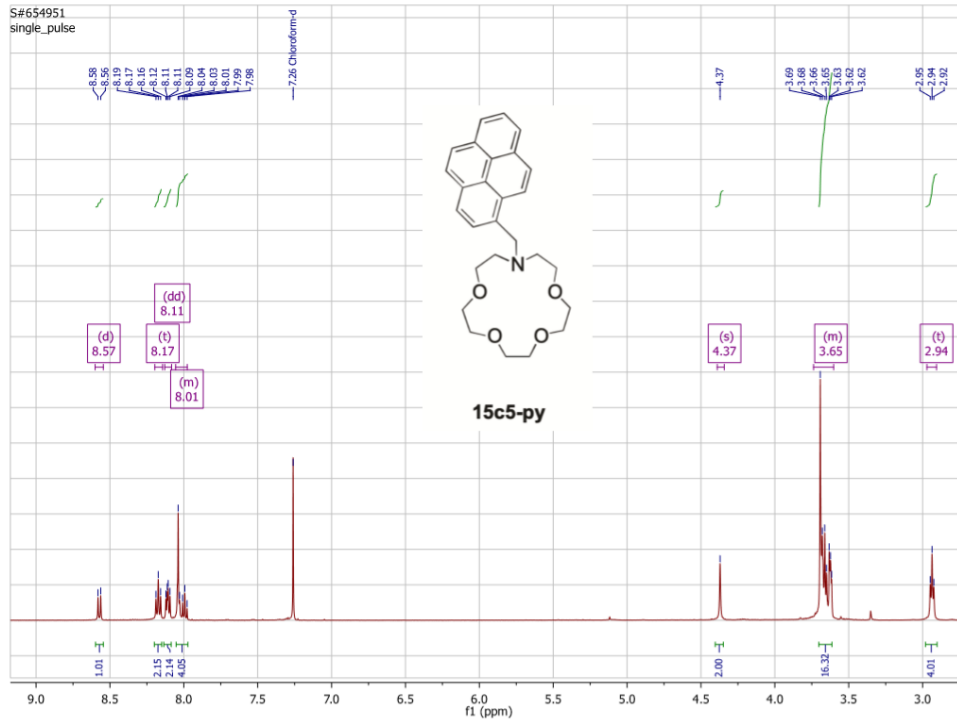 S#654951
single_pulse
8.58
8.56
8.19
8.17
8.16
8.12
8.11
8.11
8.09
8.04
8.03
8.01
7.99
7.98
7.26 Chloroform-d
4.37
3.69
3.68
3.66
3.65
3.63
3.62
3.62
2.95
2.94
2.92
N
O
O
O
O
15c5-py
(dd)
8.11
(d)
8.57
(t)
8.17
(m)
8.01
(s)
4.37
(m)
3.65
(t)
2.94
1.01
2.15
2.14
4.05
2.00
16.32
4.01
9.0 8.5 8.0 7.5 7.0 6.5 6.0 5.5 5.0 4.5 4.0 3.5 3.0
f1 (ppm)